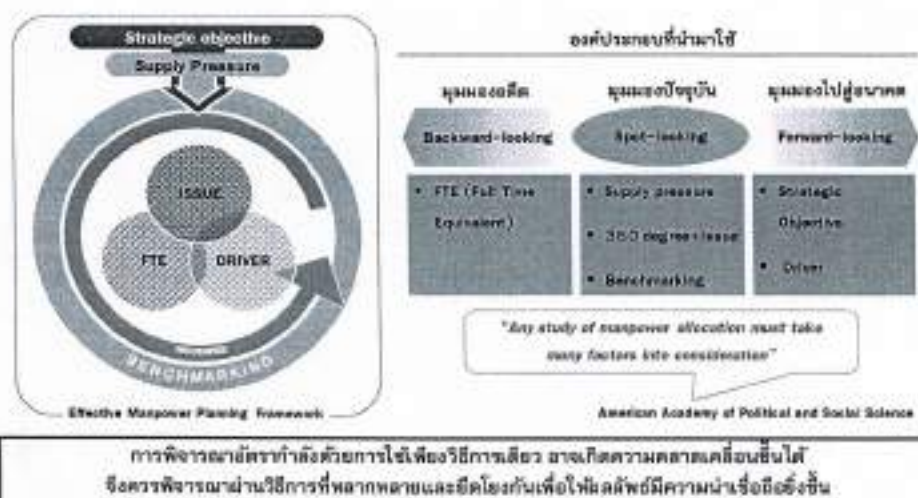 Strategic objective
Supply Pressure
ISSUE
FTE
DRIVER
BENCHMARKING
Effective Manpower Planning Framework
องค์ประกอบที่นำมาใช้
มุมมองอดีต
มุมมองปัจจุบัน
มุมมองไปสู่อนาคต
Backward-looking
Spot-looking
Forward-looking
• FTE (Full Time
Equivalent)
• Supply pressure
• 360 degree+Issue
• Benchmarking
• Strategic
Objective
• Driver
"Any study of manpower allocation must take
many factors into consideration"
American Academy of Political and Social Science
การพิจารณาอัตรากำลังด้วยการใช้เพียงวิธีการเดียว อาจเกิดความคลาดเคลื่อนขึ้นได้
จึงควรพิจารณาผ่านวิธีการที่หลากหลายและยึดโยงกันเพื่อให้ผลลัพธ์มีความน่าเชื่อถือยิ่งขึ้น